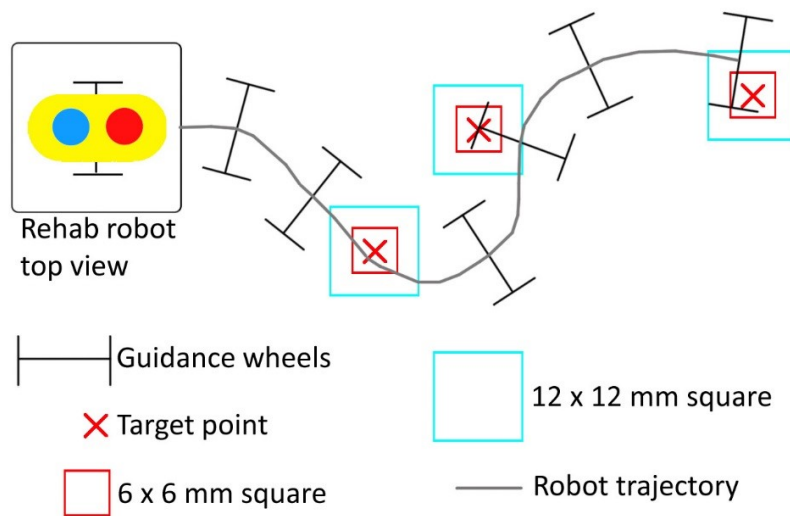 Rehab robot
top view
Guidance wheels
Target point
6 x 6 mm square
12 x 12 mm square
Robot trajectory